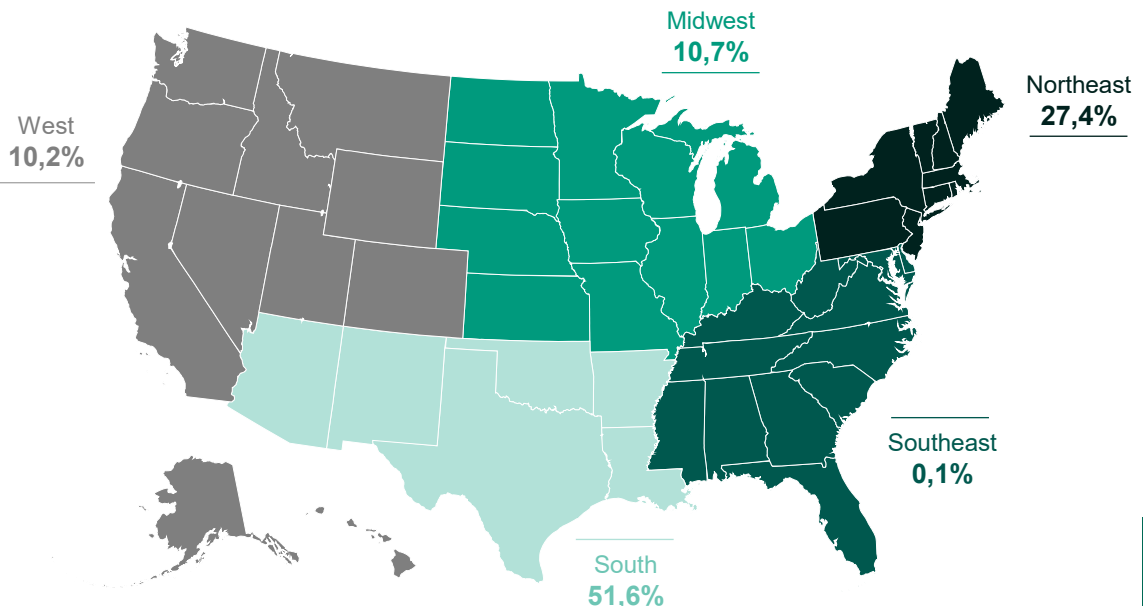 Midwest
10,7%
Northeast
27,4%
West
10,2%
Southeast
0,1%
South
51,6%